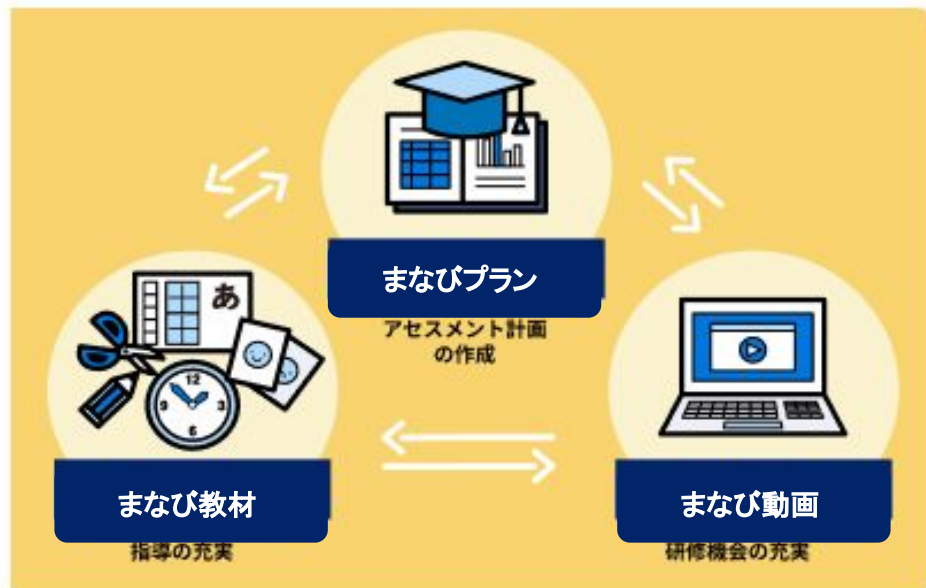 まなびプラン
アセスメント計画
の作成
あ
12
3
6
9
まなび教材
指導の充実
まなび動画
研修機会の充実